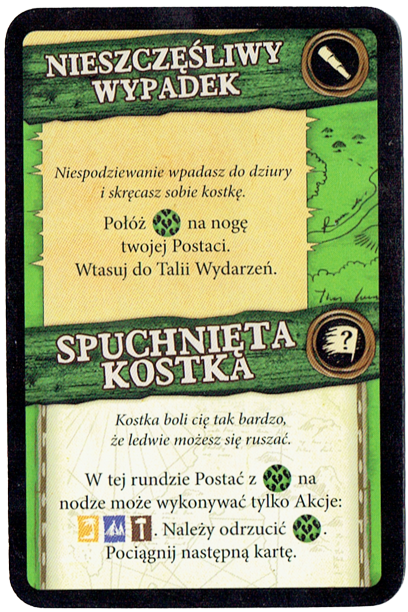 NIESZCZĘŚLIWY
WYPADEK
Niespodziewanie wpadasz do dziury
i skręcasz sobie kostkę.
Połóż na nogę
twojej Postaci.
Wtasuj do Talii Wydarzeń.
SPUCHNIĘTA
KOSTKA
?
Kostka boli cię tak bardzo,
że ledwie możesz się ruszać.
W tej rundzie Postać z na
nodze może wykonywać tylko Akcje:
. Należy odrzucić .
Pociągnij następną kartę.